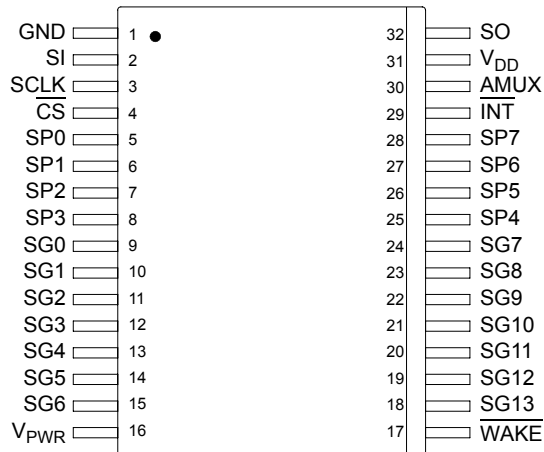 GND 1 32 SO
SI 2 31 VDD
SCLK 3 30 AMUX
CS 4 29 INT
SP0 5 28 SP7
SP1 6 27 SP6
SP2 7 26 SP5
SP3 8 25 SP4
SG0 9 24 SG7
SG1 10 23 SG8
SG2 11 22 SG9
SG3 12 21 SG10
SG4 13 20 SG11
SG5 14 19 SG12
SG6 15 18 SG13
VPWR 16 17 WAKE